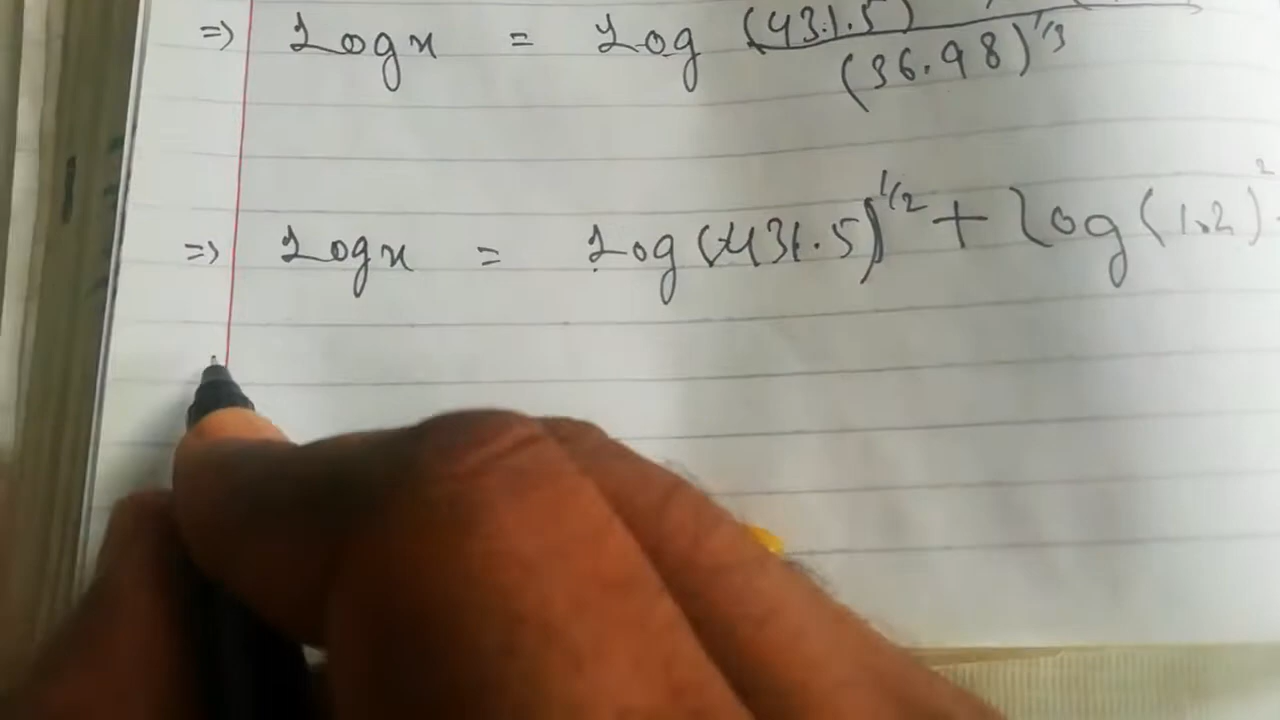 ⇒ Log x = Log (431.5) / (36.98)^1/3
⇒ Log x = Log (431.5)^1/2 + log (1.2)^2